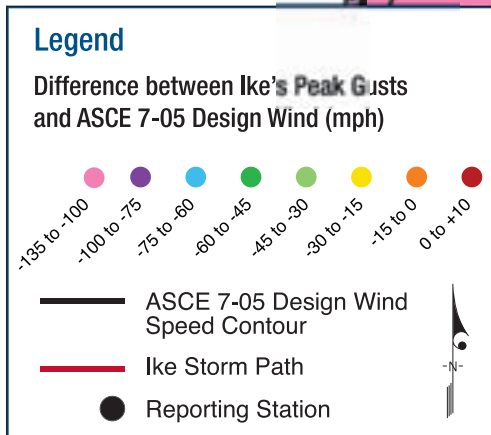 Legend
Difference between Ike's Peak Gusts
and ASCE 7-05 Design Wind (mph)
-135 to -100
-100 to -75
-75 to -60
-60 to -45
-45 to -30
-30 to -15
-15 to 0
0 to +10
ASCE 7-05 Design Wind
Speed Contour
Ike Storm Path
-N-
Reporting Station